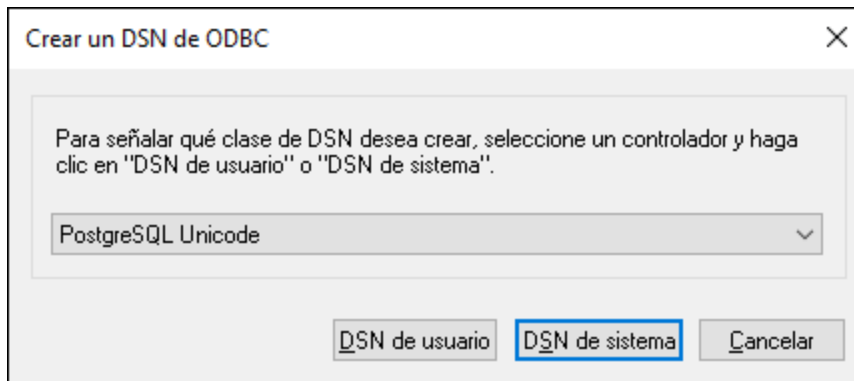 Crear un DSN de ODBC
Para señalar qué clase de DSN desea crear, seleccione un controlador y haga
clic en "DSN de usuario" o "DSN de sistema".
PostgreSQL Unicode
DSN de usuario DSN de sistema Cancelar